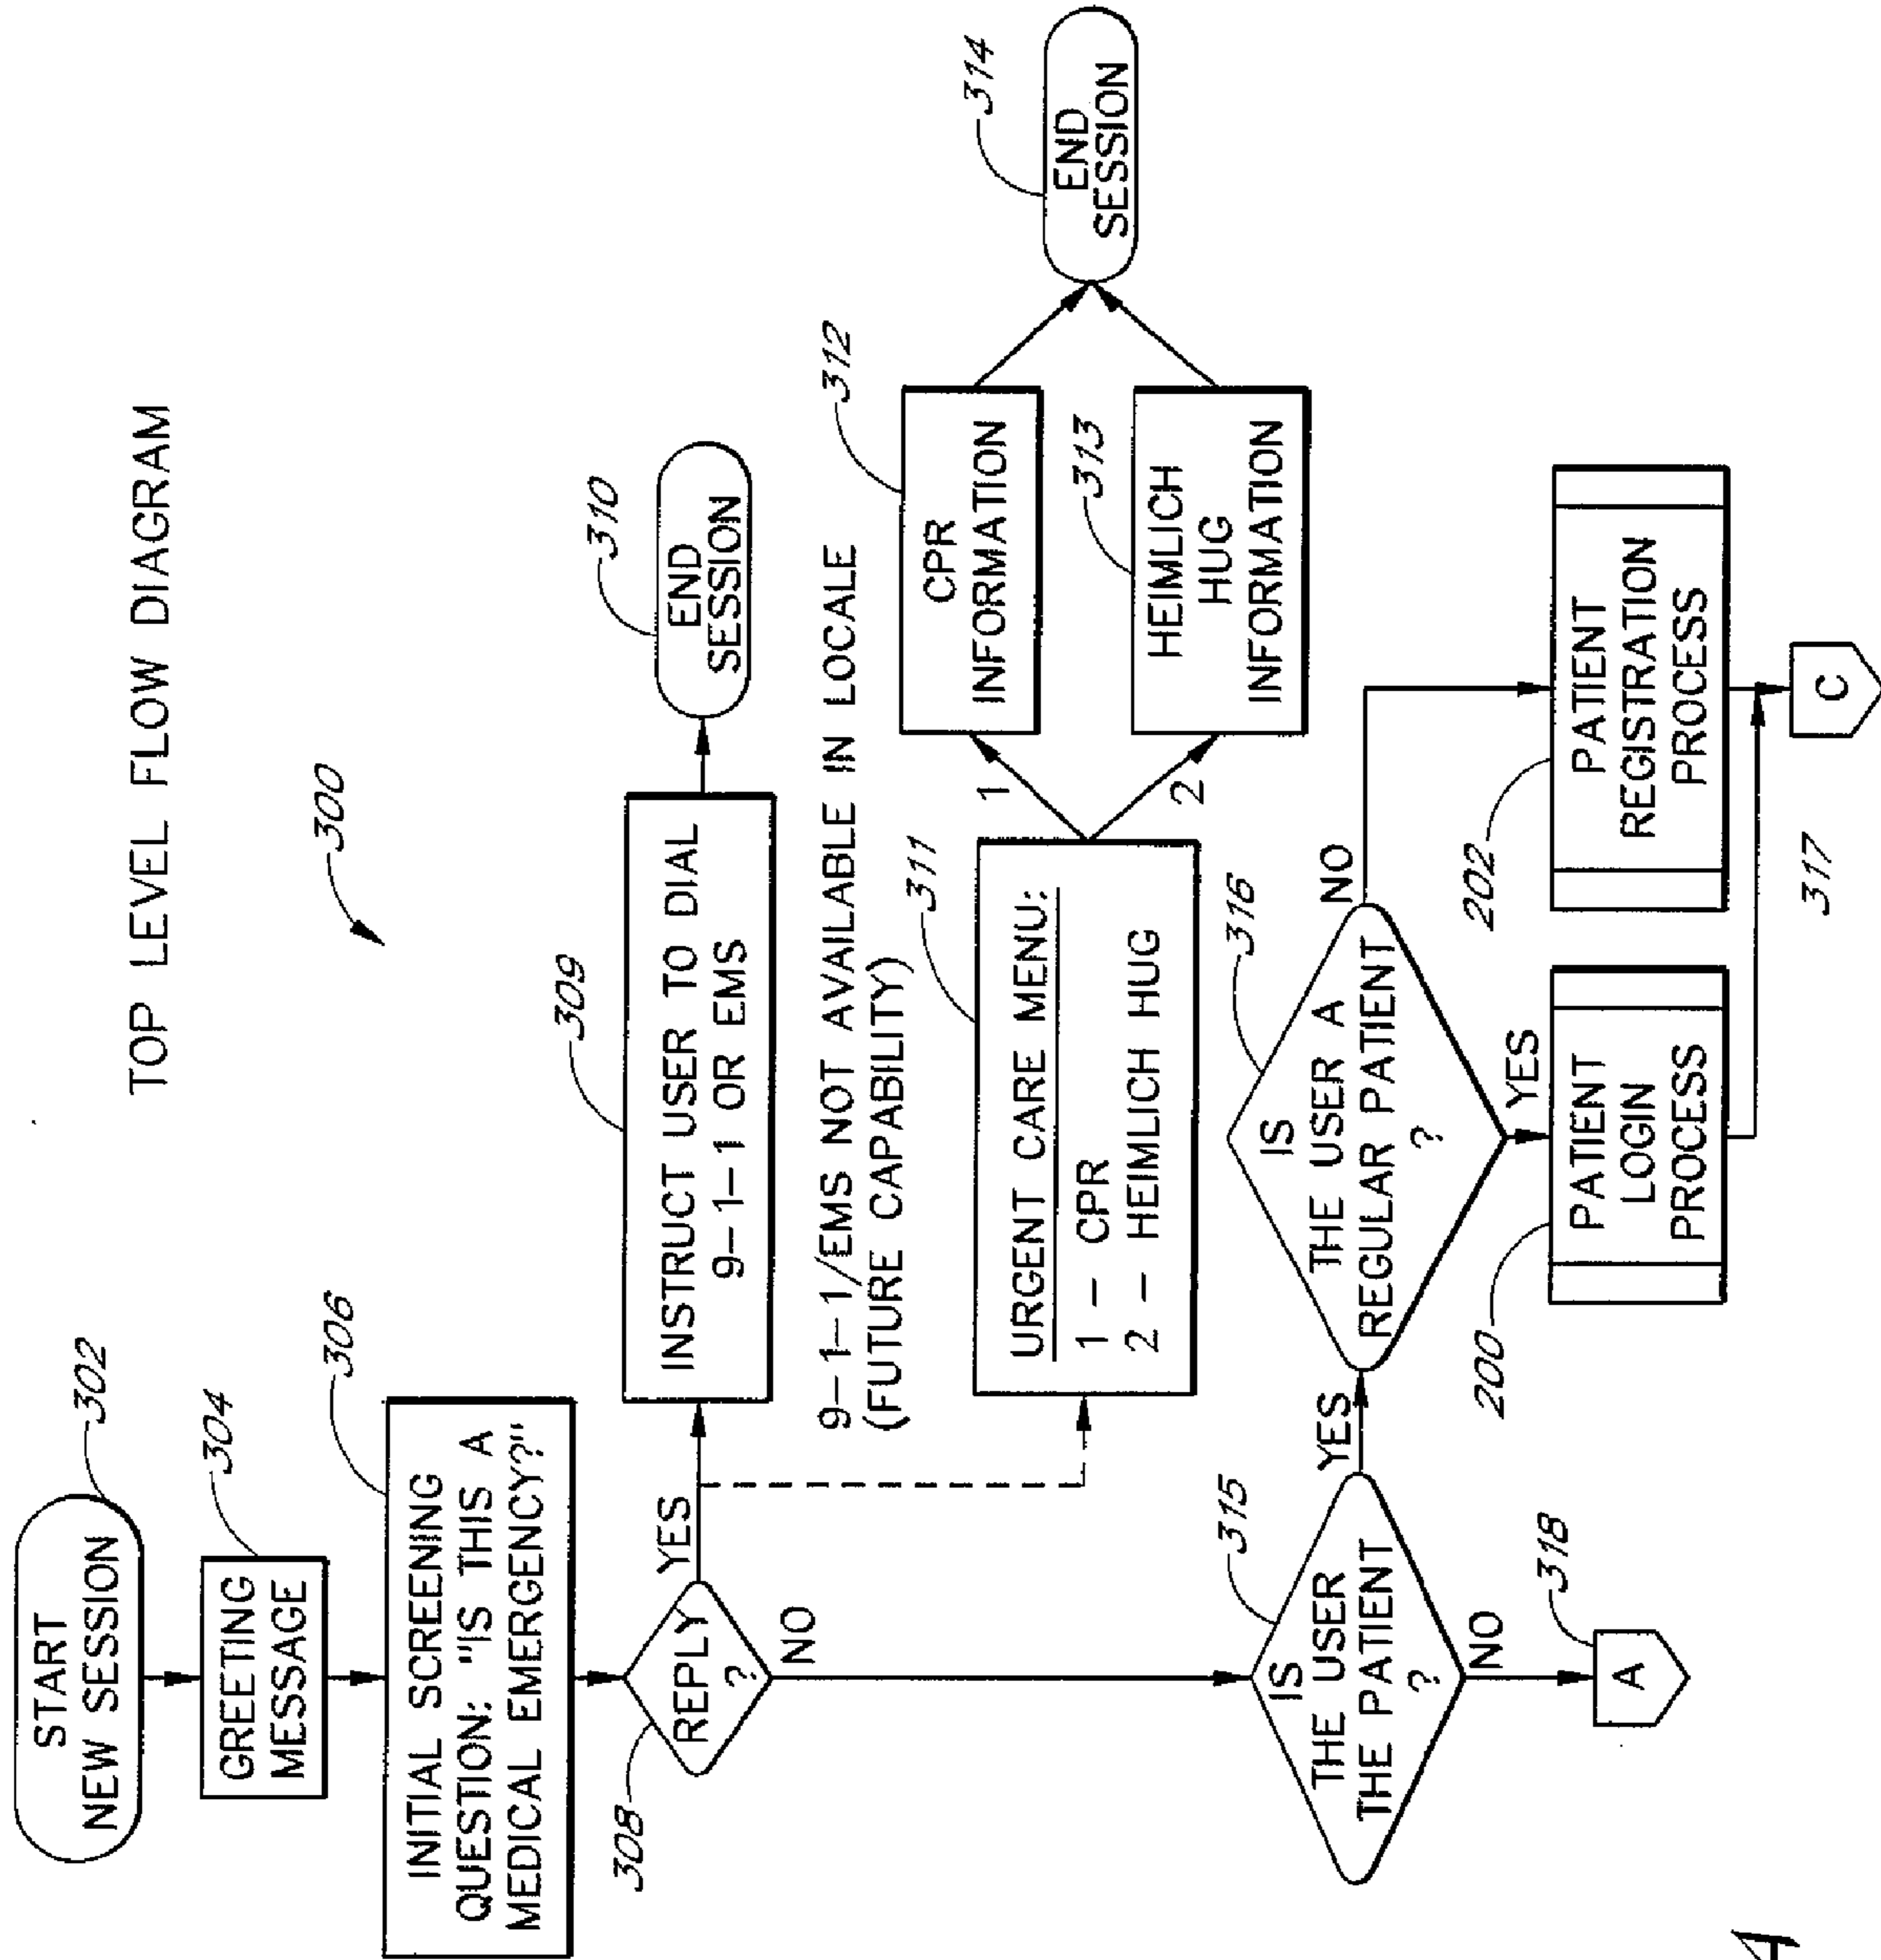 TOP LEVEL FLOW DIAGRAM
300
START
NEW SESSION
302
GREETING
MESSAGE
304
INITIAL SCREENING
QUESTION: "IS THIS A
MEDICAL EMERGENCY?"
306
REPLY
?
308
YES
NO
INSTRUCT USER TO DIAL
9-1-1 OR EMS
309
END
SESSION
310
9-1-1/EMS NOT AVAILABLE IN LOCALE
(FUTURE CAPABILITY)
URGENT CARE MENU:
1 - CPR
2 - HEIMLICH HUG
311
1
2
CPR
INFORMATION
312
HEIMLICH
HUG
INFORMATION
313
END
SESSION
314
IS
THE USER
THE PATIENT
?
315
YES
NO
A
318
IS
THE USER A
REGULAR PATIENT
?
316
NO
YES
PATIENT
LOGIN
PROCESS
200
PATIENT
REGISTRATION
PROCESS
202
317
C